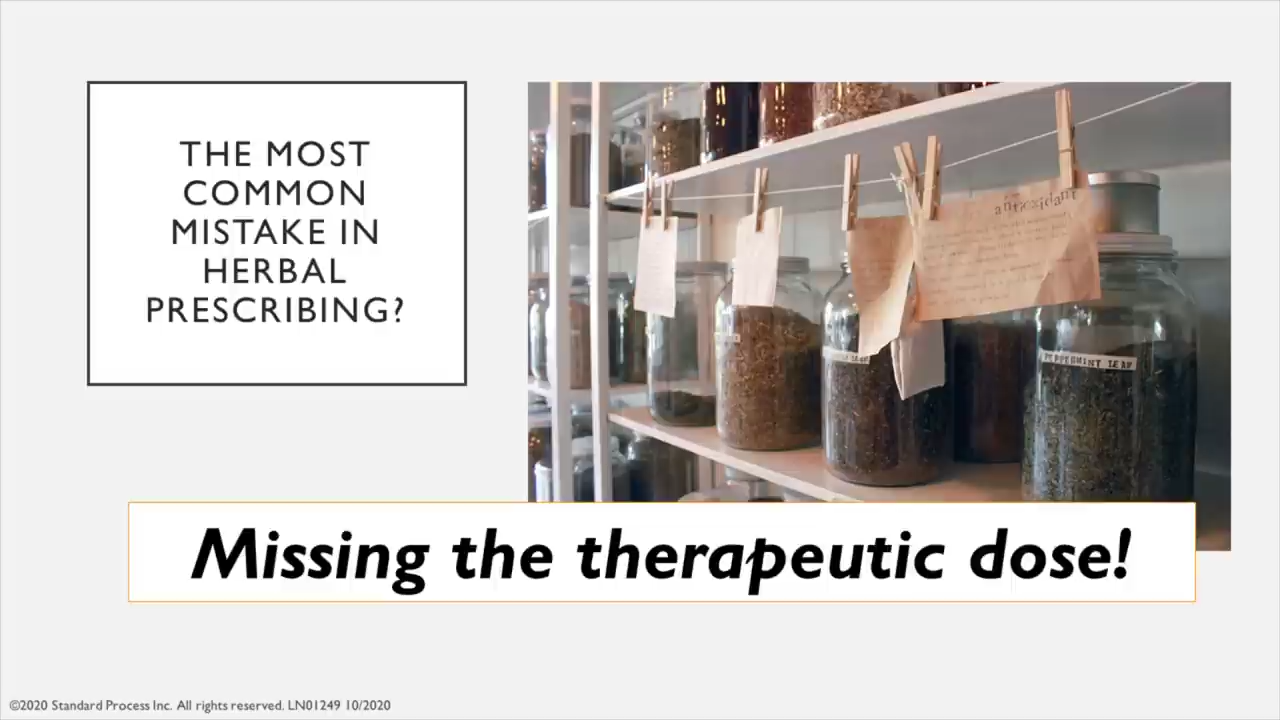 THE MOST
COMMON
MISTAKE IN
HERBAL
PRESCRIBING?
antioxidant
PEPPERMINT LEAF
Missing the therapeutic dose!
©2020 Standard Process Inc. All rights reserved. LN01249 10/2020